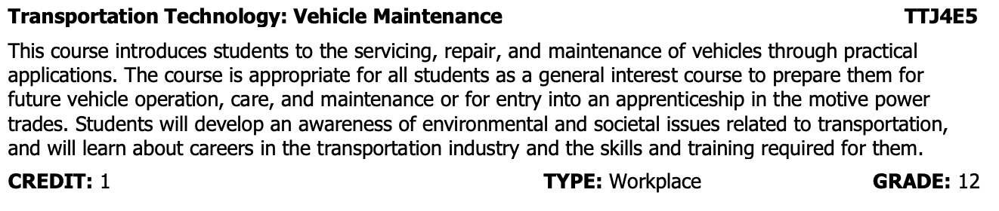 Transportation Technology: Vehicle Maintenance TTJ4E5
This course introduces students to the servicing, repair, and maintenance of vehicles through practical
applications. The course is appropriate for all students as a general interest course to prepare them for
future vehicle operation, care, and maintenance or for entry into an apprenticeship in the motive power
trades. Students will develop an awareness of environmental and societal issues related to transportation,
and will learn about careers in the transportation industry and the skills and training required for them.
CREDIT: 1 TYPE: Workplace GRADE: 12